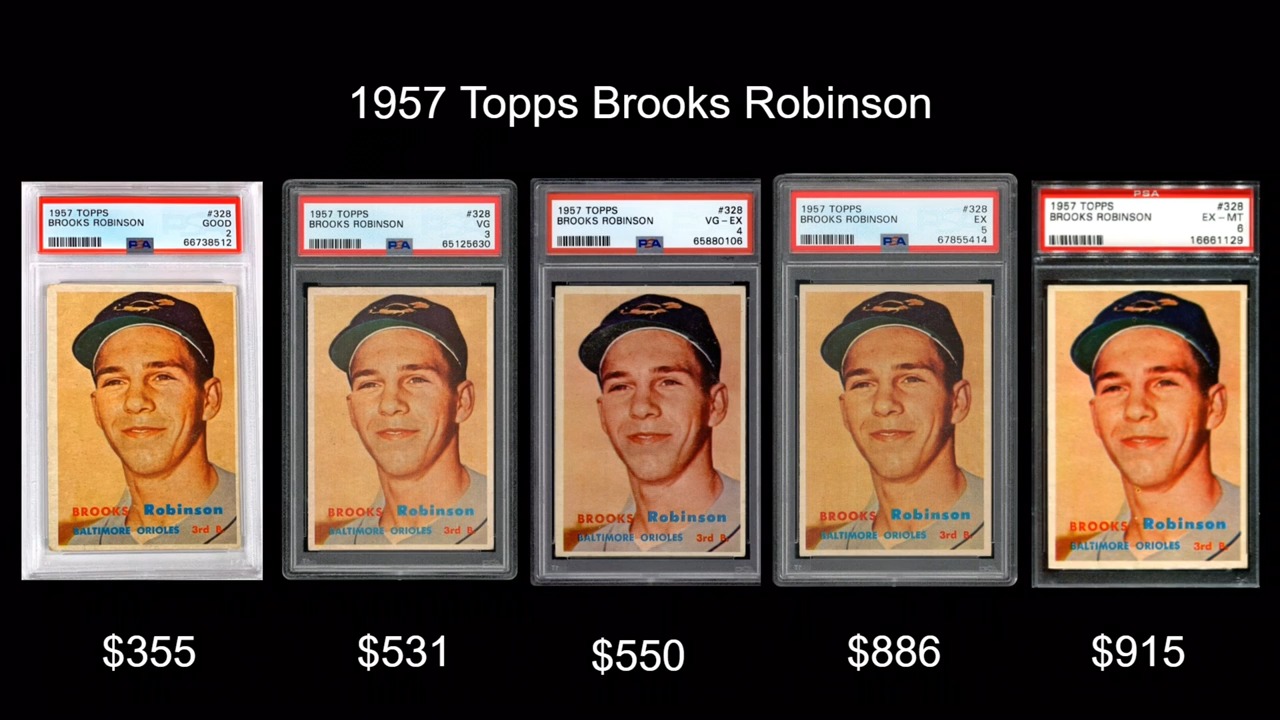 1957 Topps Brooks Robinson
1957 TOPPS #328
BROOKS ROBINSON GOOD
2
PSA 66738512
1957 TOPPS #328
BROOKS ROBINSON VG
3
PSA 65125630
1957 TOPPS #328
BROOKS ROBINSON VG-EX
4
PSA 65880106
1957 TOPPS #328
BROOKS ROBINSON EX
5
PSA 67855414
PSA
1957 TOPPS #328
BROOKS ROBINSON EX-MT
6
16661129
BROOKS Robinson
BALTIMORE ORIOLES 3rd B.
BROOKS Robinson
BALTIMORE ORIOLES 3rd B.
BROOKS Robinson
BALTIMORE ORIOLES 3rd B.
BROOKS Robinson
BALTIMORE ORIOLES 3rd B.
BROOKS Robinson
BALTIMORE ORIOLES 3rd B.
$355
$531
$550
$886
$915